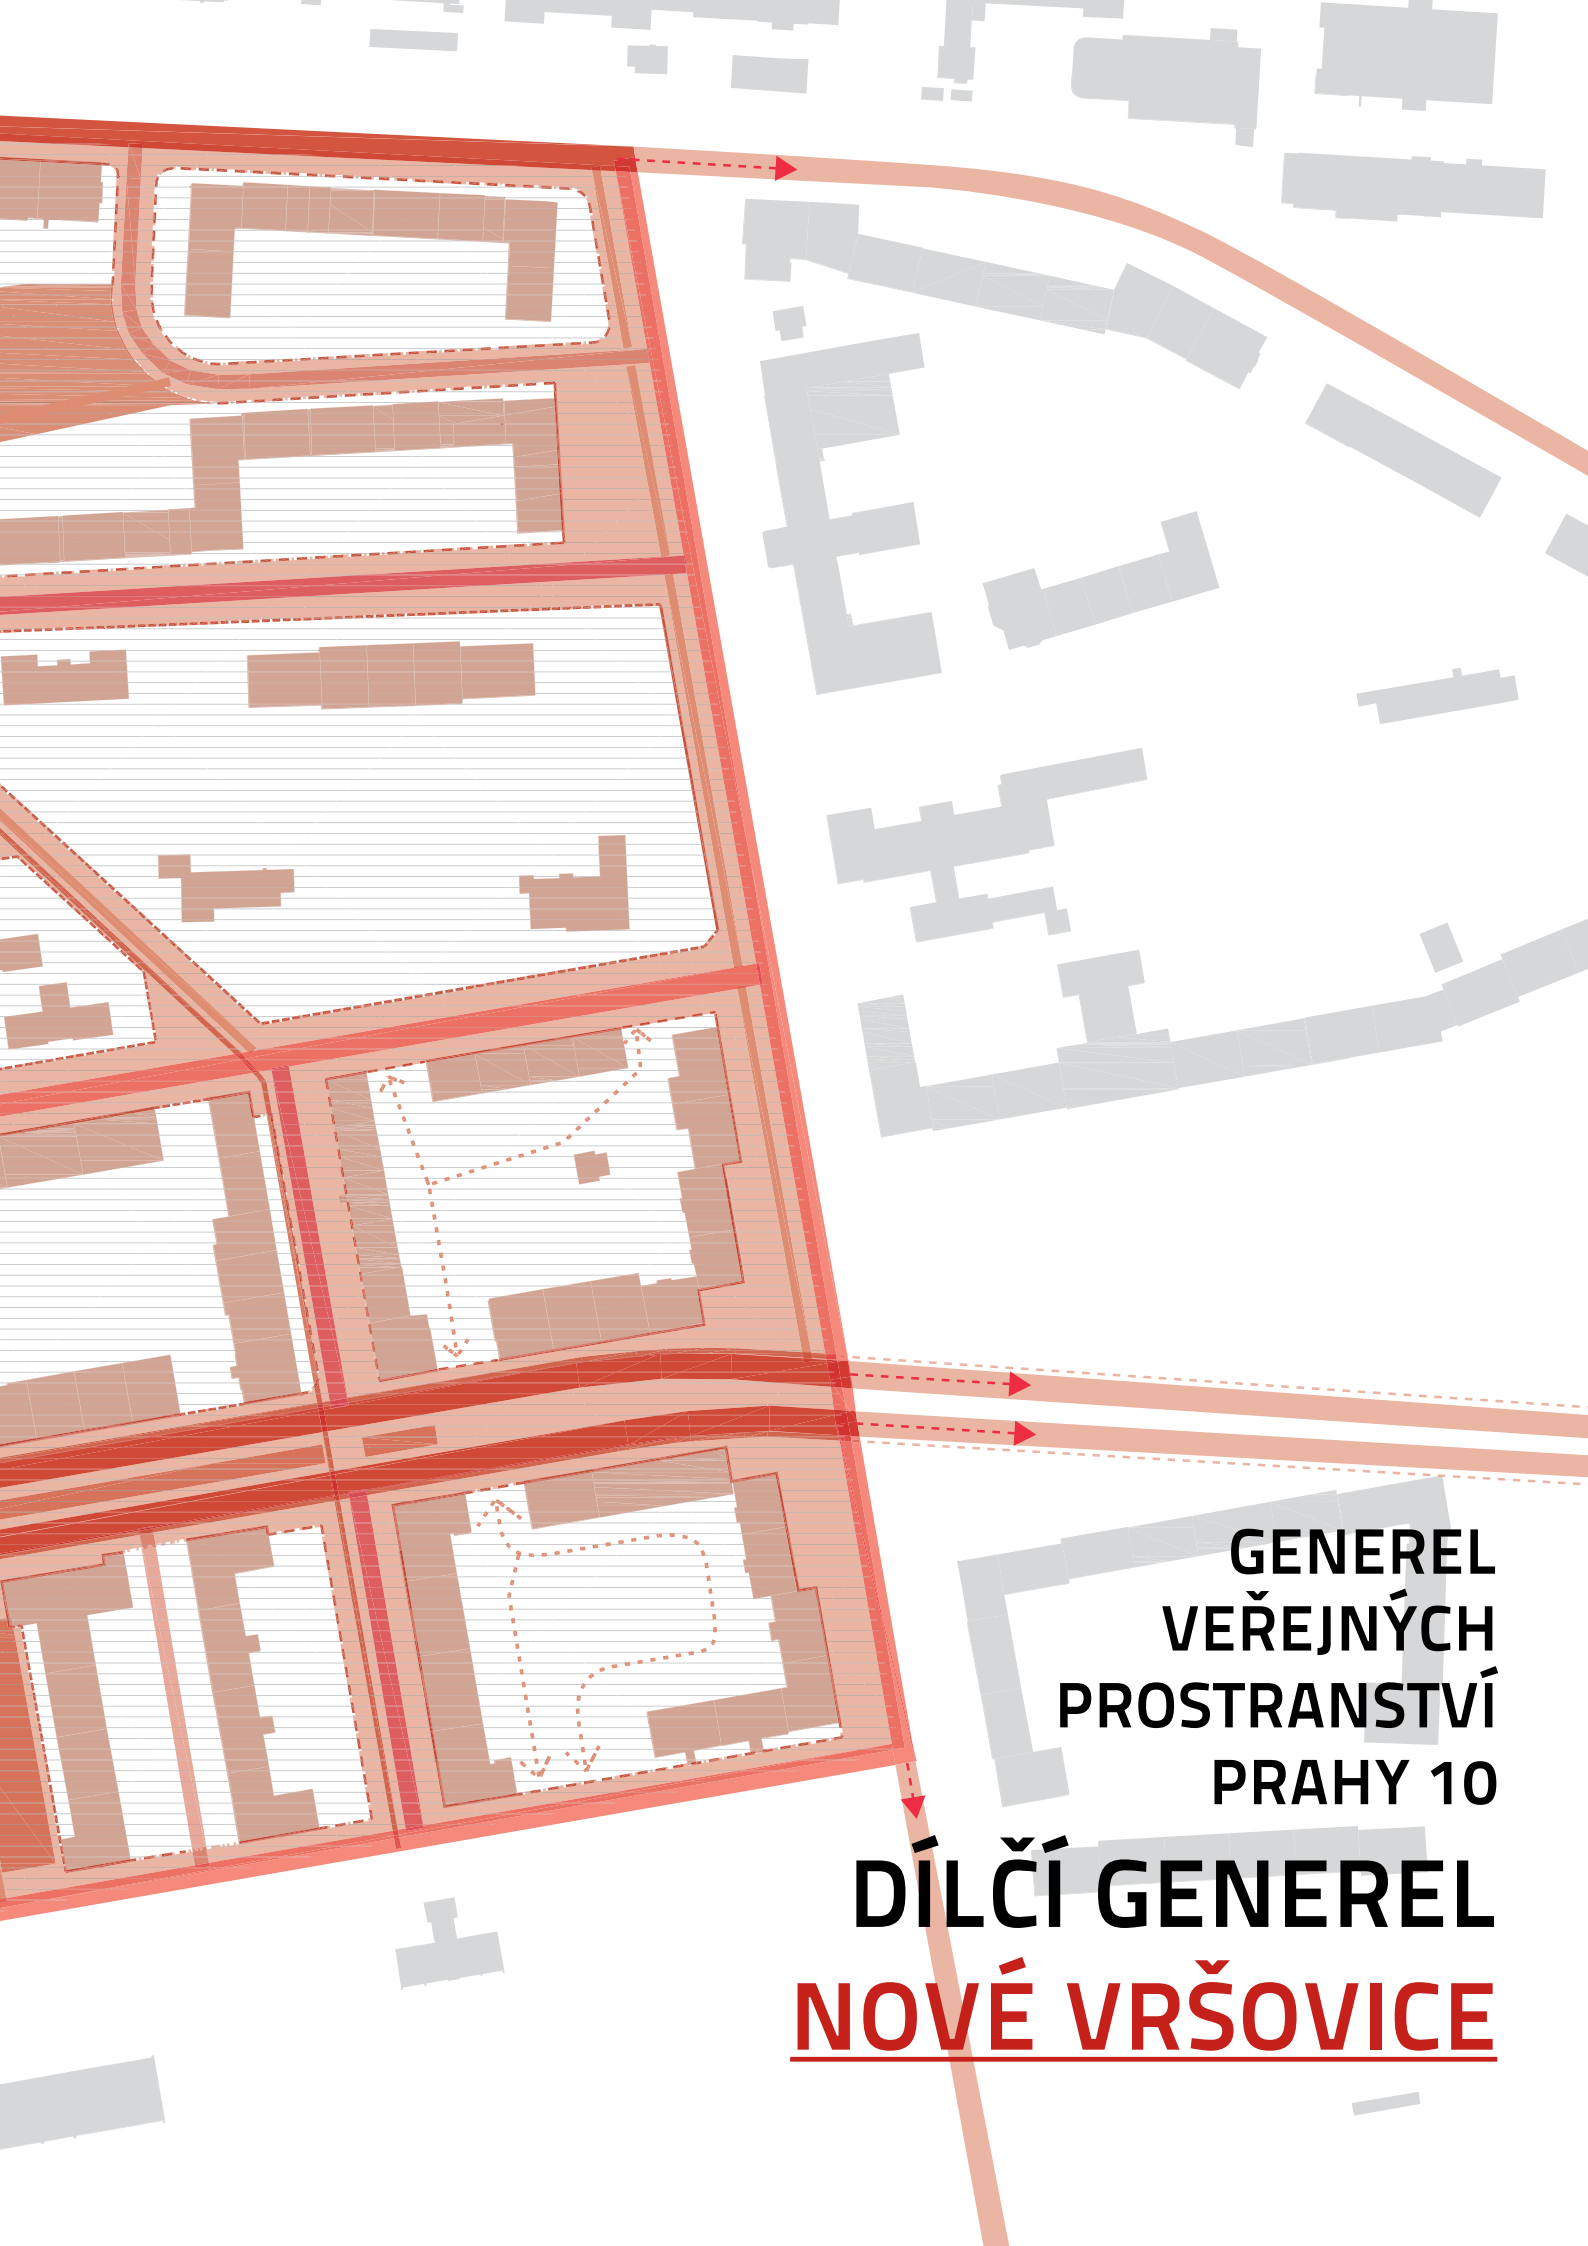 GENEREL
VEŘEJNÝCH
PROSTRANSTVÍ
PRAHY 10
DÍLČÍ GENEREL
NOVÉ VRŠOVICE